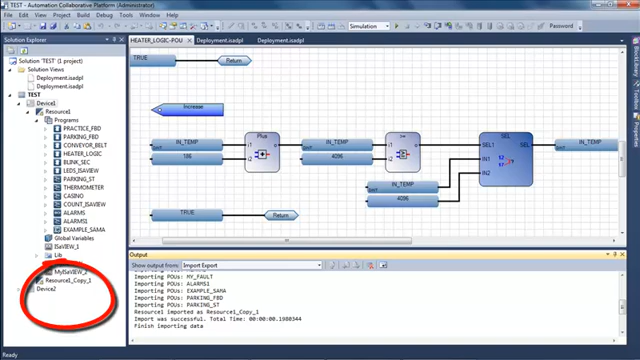 TEST - Automation Collaborative Platform (Administrator)
File Edit View Project Build Debug Tools Window Help
Simulation
Password
Solution Explorer
HEATER_LOGIC-POU
Deployment.isadpl
Deployment.isadpl
Solution 'TEST' (1 project)
Solution Views
Deployment.isadpl
Deployment.isadpl
TEST
Device1
Resource1
Programs
PRACTICE_FBD
PARKING_FBD
CONVEYOR_BELT
HEATER_LOGIC
BLINK_SEC
LEDS_ISAVIEW
PARKING_ST
THERMOMETER
CASINO
COUNT_ISAVIEW
ALARMS
ALARMS1
EXAMPLE_SAMA
Global Variables
ISaVIEW_1
Lib
MyISaVIEW_2
Resource1_Copy_1
Device2
TRUE
Return
Increase
IN_TEMP
186
Plus
i1
i2
o
IN_TEMP
4096
>=
i1
i2
o
IN_TEMP
4096
SEL
SEL1
IN1
IN2
SEL
IN_TEMP
TRUE
Return
BlockLibrary
Toolbox
Properties
Output
Show output from: Import Export
Importing POUs: MY_FAULT
Importing POUs: ALARMS1
Importing POUs: EXAMPLE_SAMA
Importing POUs: PARKING_FBD
Importing POUs: PARKING_ST
Resource1 imported as Resource1_Copy_1
Import was successful. Total Time: 00:00:00.1980344
Finish importing data